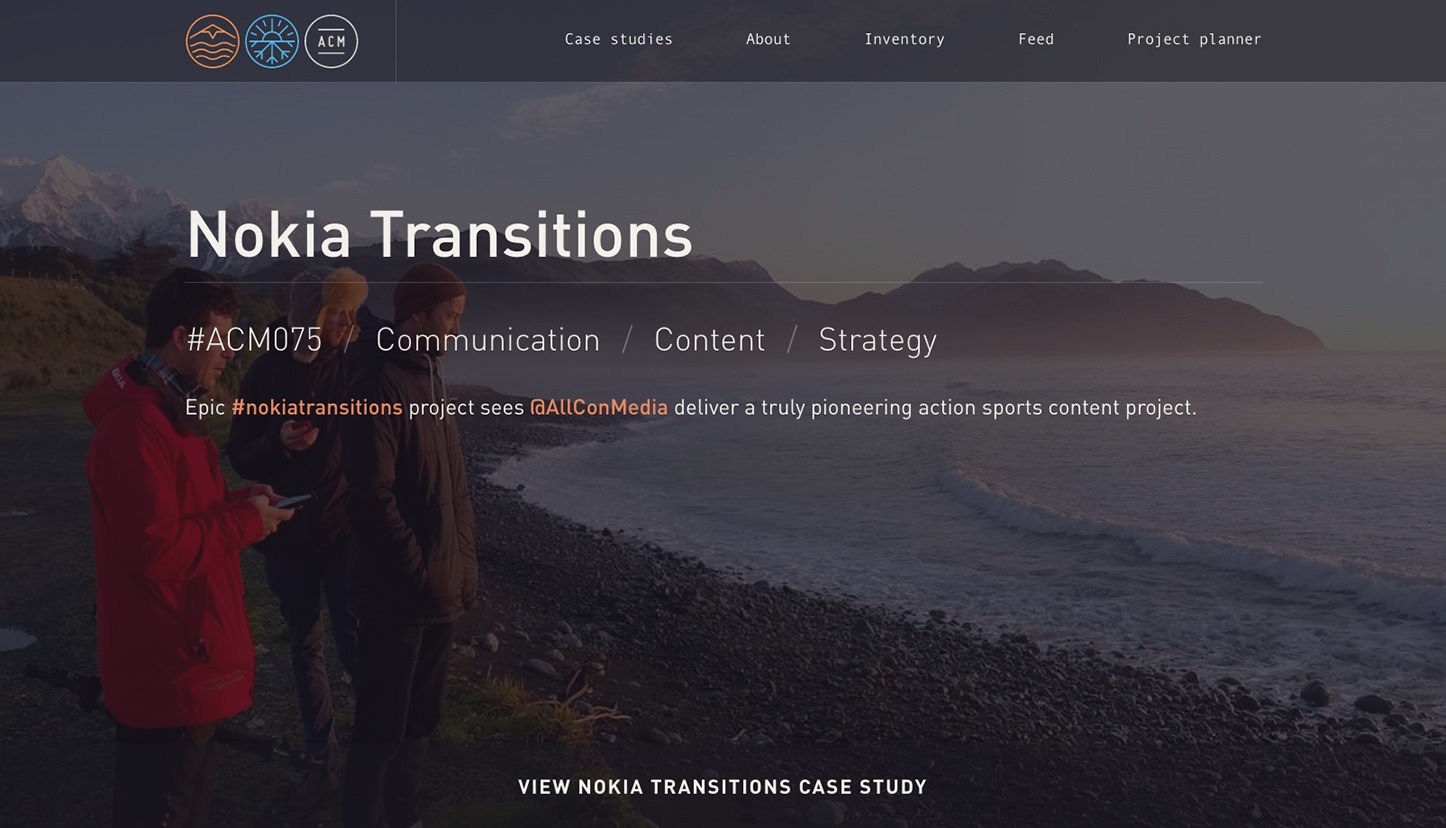 ACM
Case studies
About
Inventory
Feed
Project planner
Nokia Transitions
#ACM075 / Communication / Content / Strategy
Epic #nokiatransitions project sees @AllConMedia deliver a truly pioneering action sports content project.
VIEW NOKIA TRANSITIONS CASE STUDY